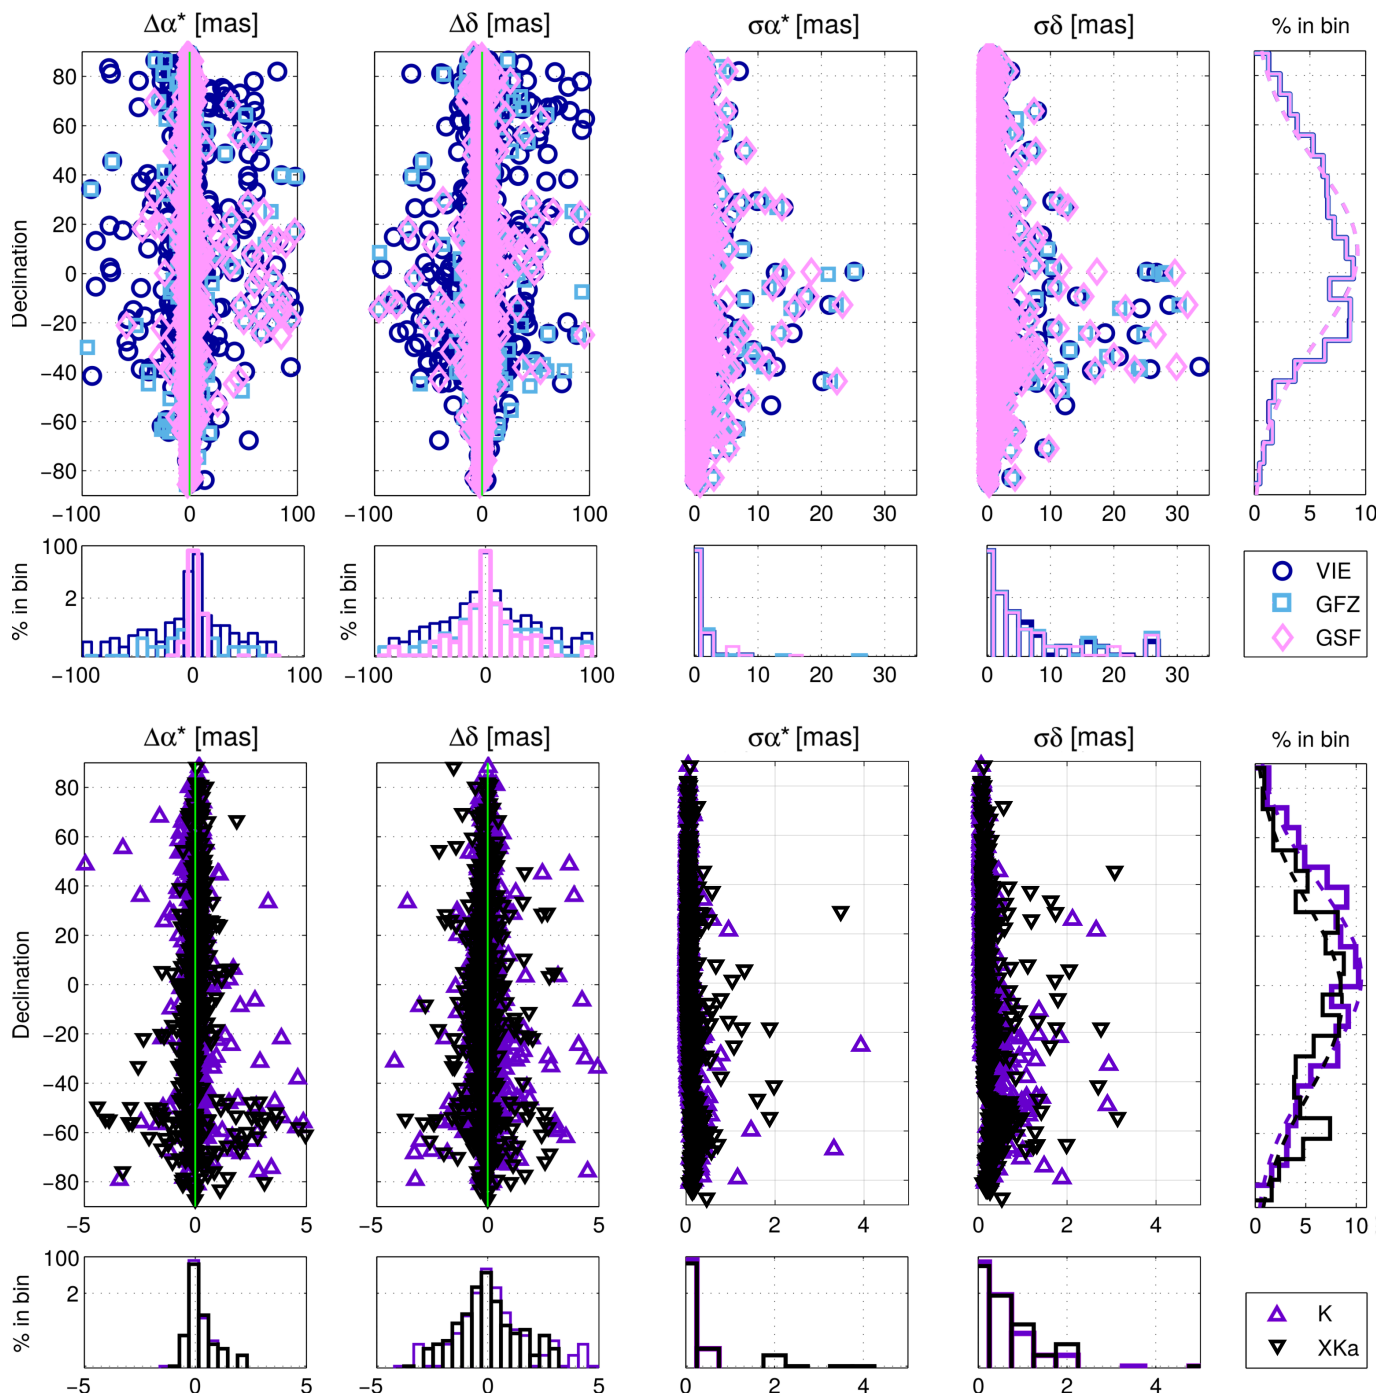 Δα* [mas]
Δδ [mas]
σα* [mas]
σδ [mas]
% in bin
Declination
80
60
40
20
0
−20
−40
−60
−80
−100 0 100
−100 0 100
0 10 20 30
0 10 20 30
0 5 10
% in bin
100
2
−100 0 100
% in bin
−100 0 100
0 10 20 30
0 10 20 30
VIE
GFZ
GSF
Δα* [mas]
Δδ [mas]
σα* [mas]
σδ [mas]
% in bin
Declination
80
60
40
20
0
−20
−40
−60
−80
−5 0 5
−5 0 5
0 2 4
0 2 4
0 5 10
% in bin
100
2
−5 0 5
−5 0 5
0 2 4
0 2 4
K
XKa